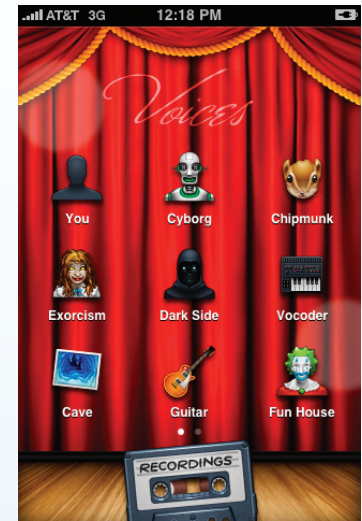 AT&T 3G 12:18 PM
Voices
You Cyborg Chipmunk
Exorcism Dark Side Vocoder
Cave Guitar Fun House
RECORDINGS